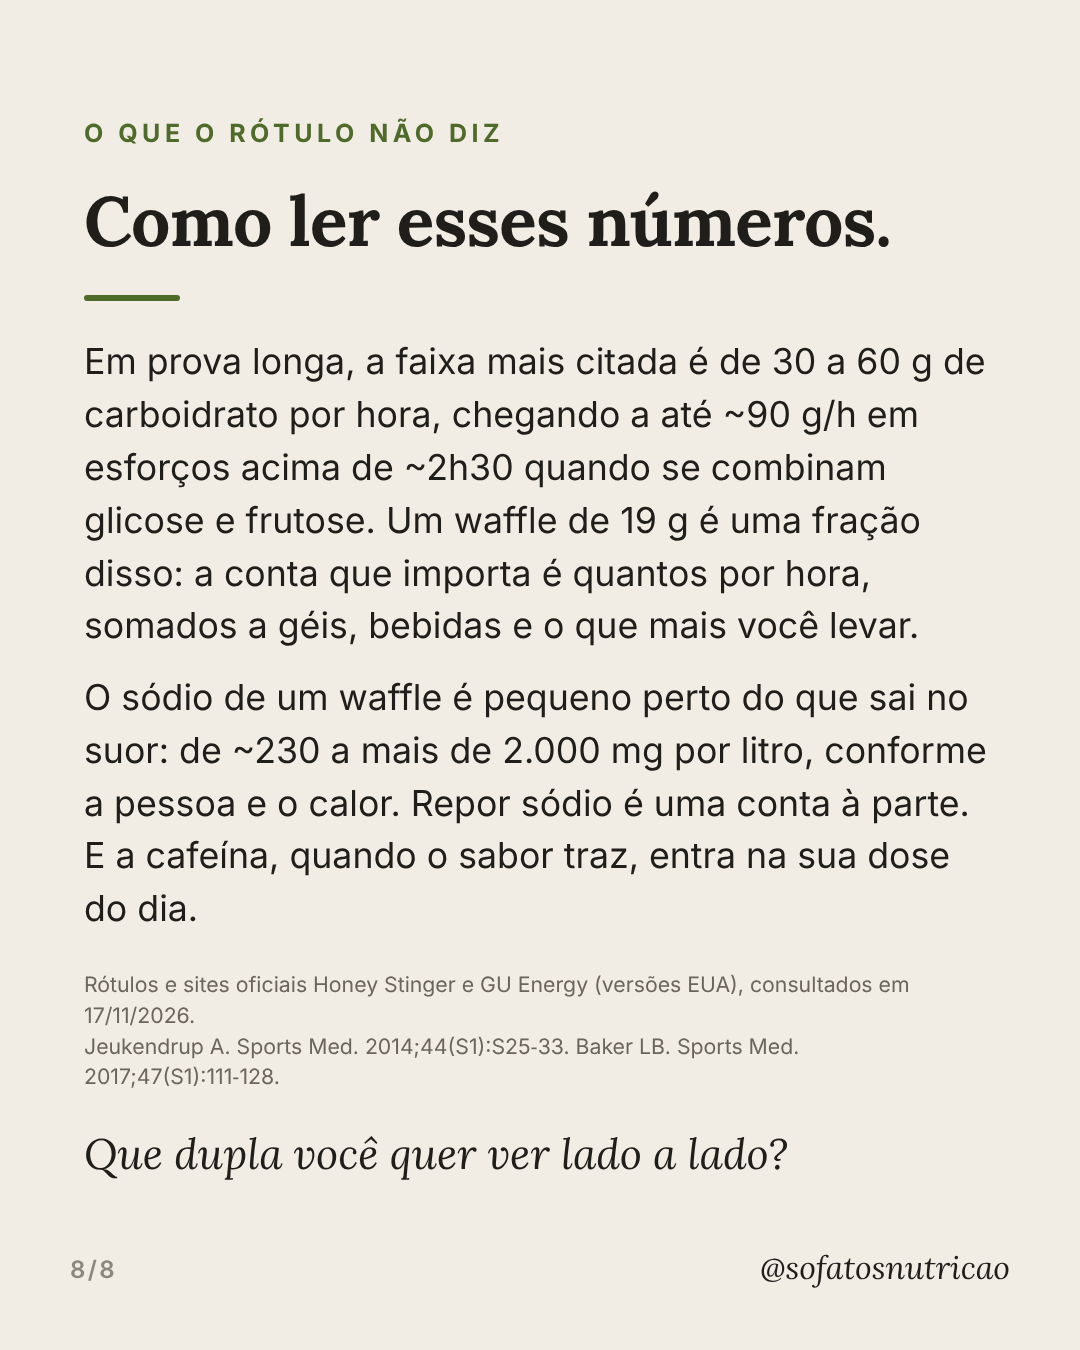 O QUE O RÓTULO NÃO DIZ
Como ler esses números.
Em prova longa, a faixa mais citada é de 30 a 60 g de
carboidrato por hora, chegando a até ~90 g/h em
esforços acima de ~2h30 quando se combinam
glicose e frutose. Um waffle de 19 g é uma fração
disso: a conta que importa é quantos por hora,
somados a géis, bebidas e o que mais você levar.
O sódio de um waffle é pequeno perto do que sai no
suor: de ~230 a mais de 2.000 mg por litro, conforme
a pessoa e o calor. Repor sódio é uma conta à parte.
E a cafeína, quando o sabor traz, entra na sua dose
do dia.
Rótulos e sites oficiais Honey Stinger e GU Energy (versões EUA), consultados em
17/11/2026.
Jeukendrup A. Sports Med. 2014;44(S1):S25-33. Baker LB. Sports Med.
2017;47(S1):111-128.
Que dupla você quer ver lado a lado?
8/8
@sofatosnutricao